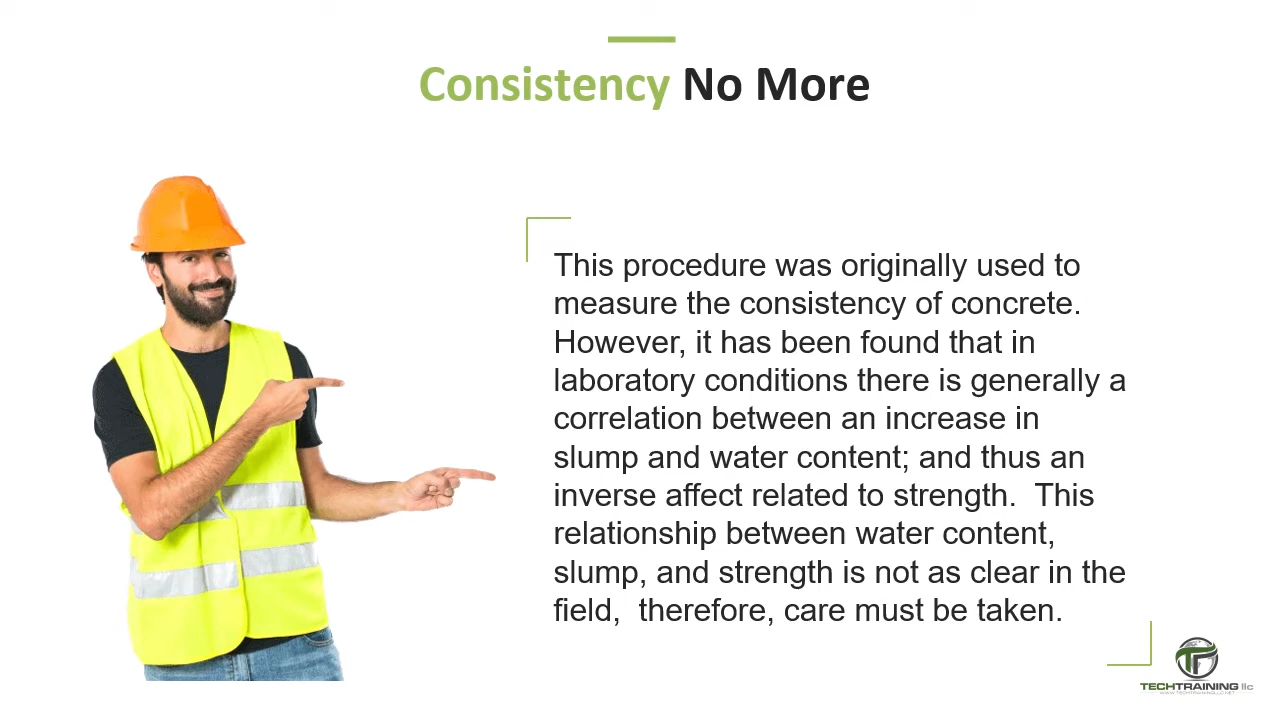 Consistency No More
This procedure was originally used to
measure the consistency of concrete.
However, it has been found that in
laboratory conditions there is generally a
correlation between an increase in
slump and water content; and thus an
inverse affect related to strength.  This
relationship between water content,
slump, and strength is not as clear in the
field,  therefore, care must be taken.
TECHTRAINING llc
WWW.TECHTRAININGLLC.NET